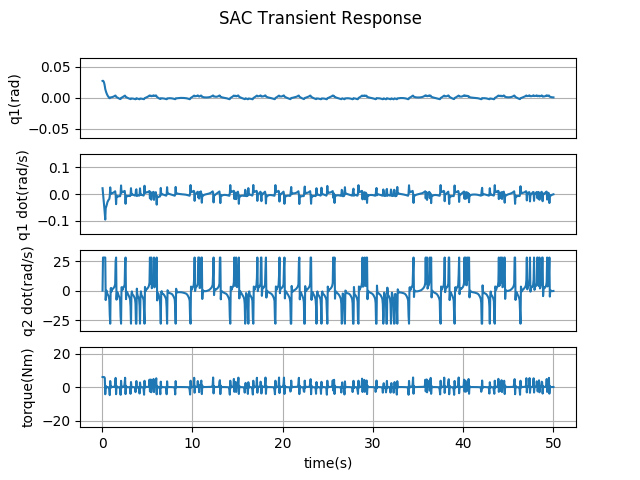 SAC Transient Response
0.05
0.00
−0.05
q1(rad)
0.1
0.0
−0.1
q1 dot(rad/s)
25
0
−25
q2 dot(rad/s)
20
0
−20
torque(Nm)
0 10 20 30 40 50
time(s)